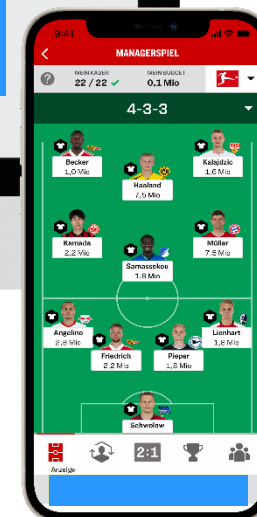 9:41
MANAGERSPIEL
MEIN KADER
MEIN BUDGET
22 / 22
0,1 Mio
4-3-3
Becker
1,0 Mio
Haaland
7,5 Mio
Kalajdzic
1,6 Mio
Kamada
2,2 Mio
Samassekou
1,8 Mio
Müller
7,5 Mio
Angelino
2,8 Mio
Friedrich
2,2 Mio
Pieper
1,8 Mio
Lienhart
1,8 Mio
Schwolow
2:1
Anzeige